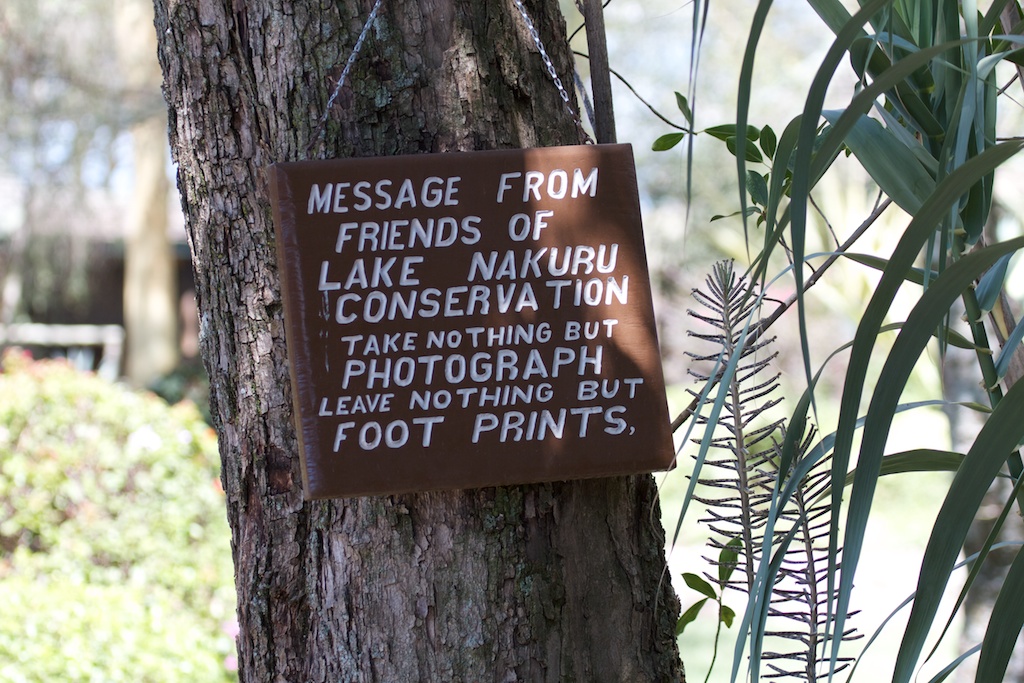 MESSAGE FROM
FRIENDS OF
LAKE NAKURU
CONSERVATION
TAKE NOTHING BUT
PHOTOGRAPH
LEAVE NOTHING BUT
FOOT PRINTS,